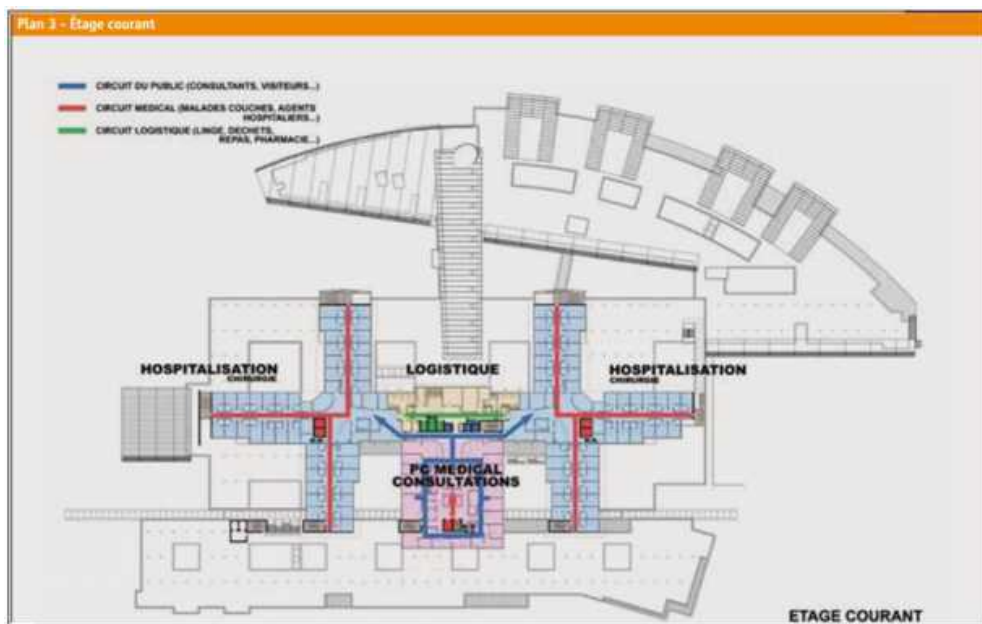 Plan 3 – Étage courant
CIRCUIT DU PUBLIC (CONSULTANTS, VISITEURS...)
CIRCUIT MEDICAL (MALADES COUCHES, AGENTS
HOSPITALIERS...)
CIRCUIT LOGISTIQUE (LINGE, DECHETS,
REPAS, PHARMACIE...)
HOSPITALISATION
CHIRURGIE
LOGISTIQUE
HOSPITALISATION
CHIRURGIE
PC MEDICAL
CONSULTATIONS
ETAGE COURANT